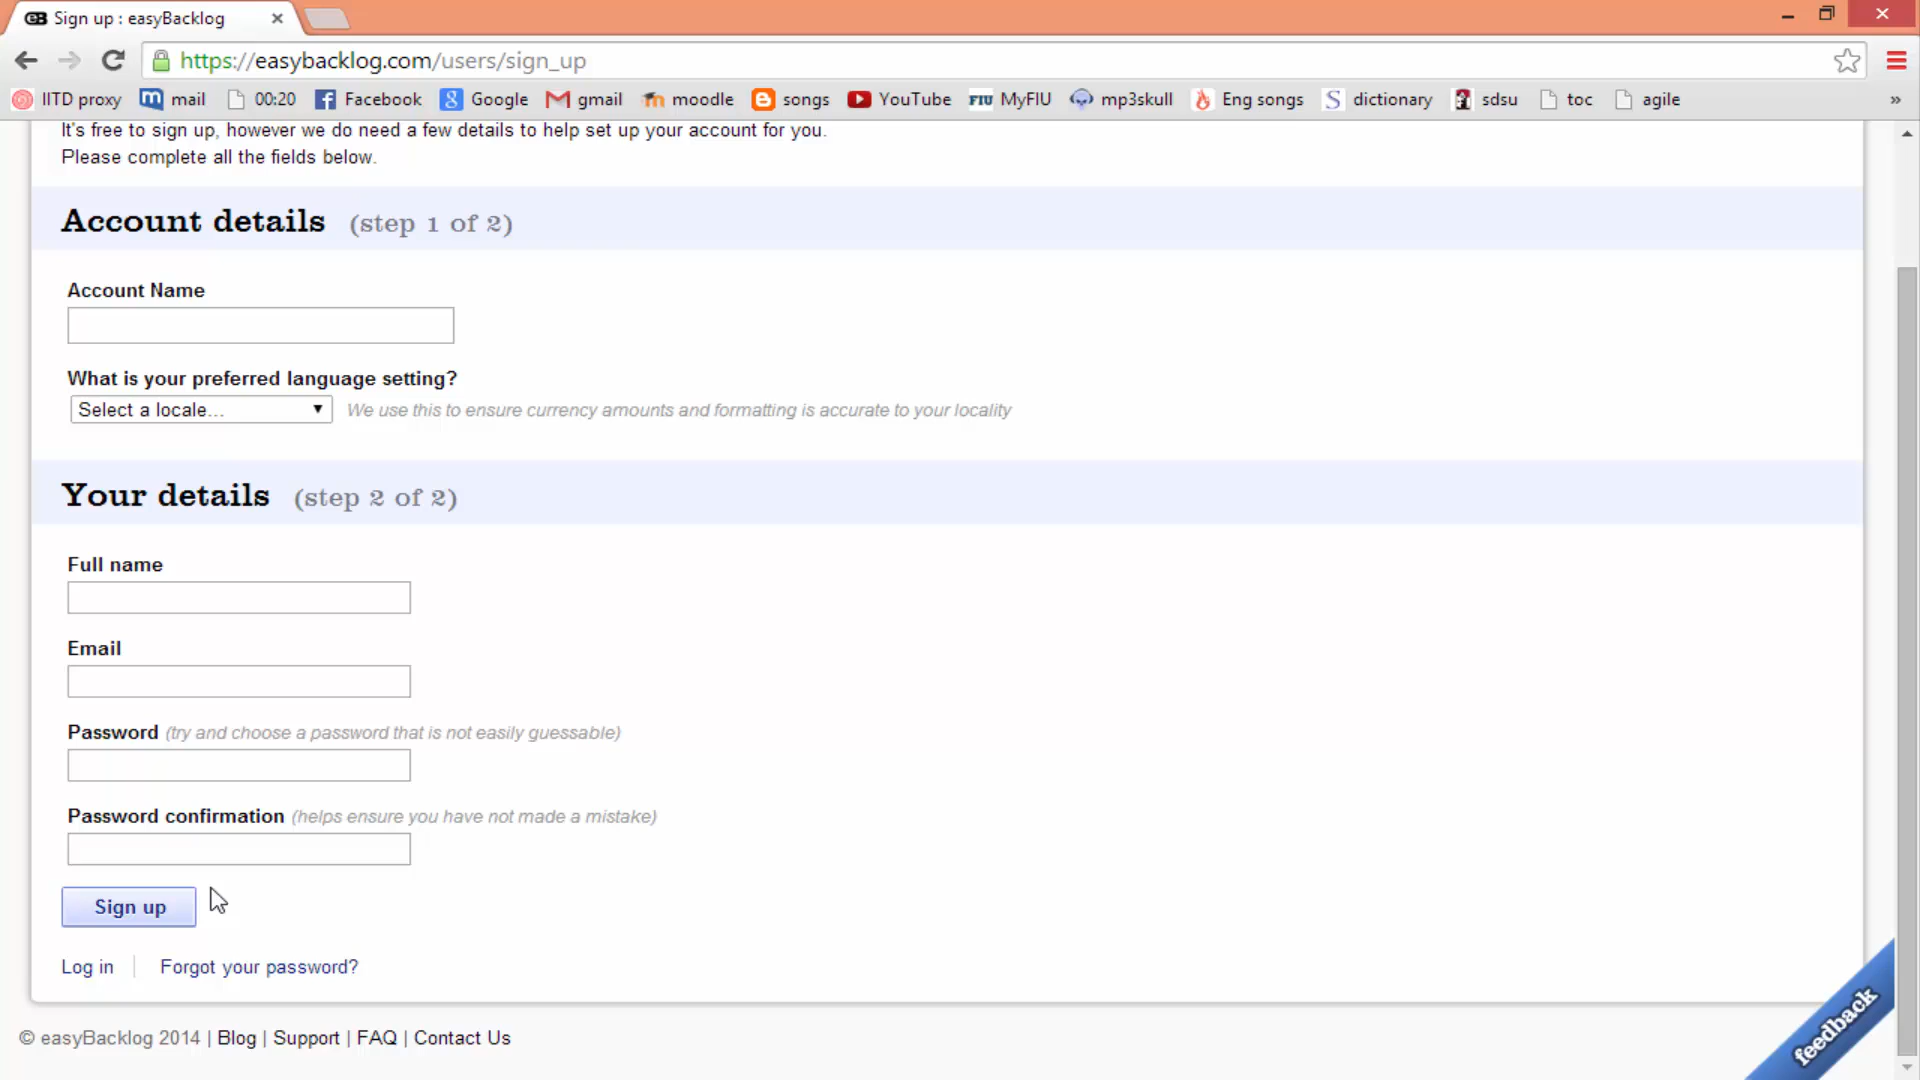 Sign up : easyBacklog
https://easybacklog.com/users/sign_up
IITD proxy mail 00:20 Facebook Google gmail moodle songs YouTube MyFIU mp3skull Eng songs dictionary sdsu toc agile »
It's free to sign up, however we do need a few details to help set up your account for you.
Please complete all the fields below.
Account details (step 1 of 2)
Account Name
What is your preferred language setting?
Select a locale... We use this to ensure currency amounts and formatting is accurate to your locality
Your details (step 2 of 2)
Full name
Email
Password (try and choose a password that is not easily guessable)
Password confirmation (helps ensure you have not made a mistake)
Sign up
Log in Forgot your password?
© easyBacklog 2014 | Blog | Support | FAQ | Contact Us
feedback